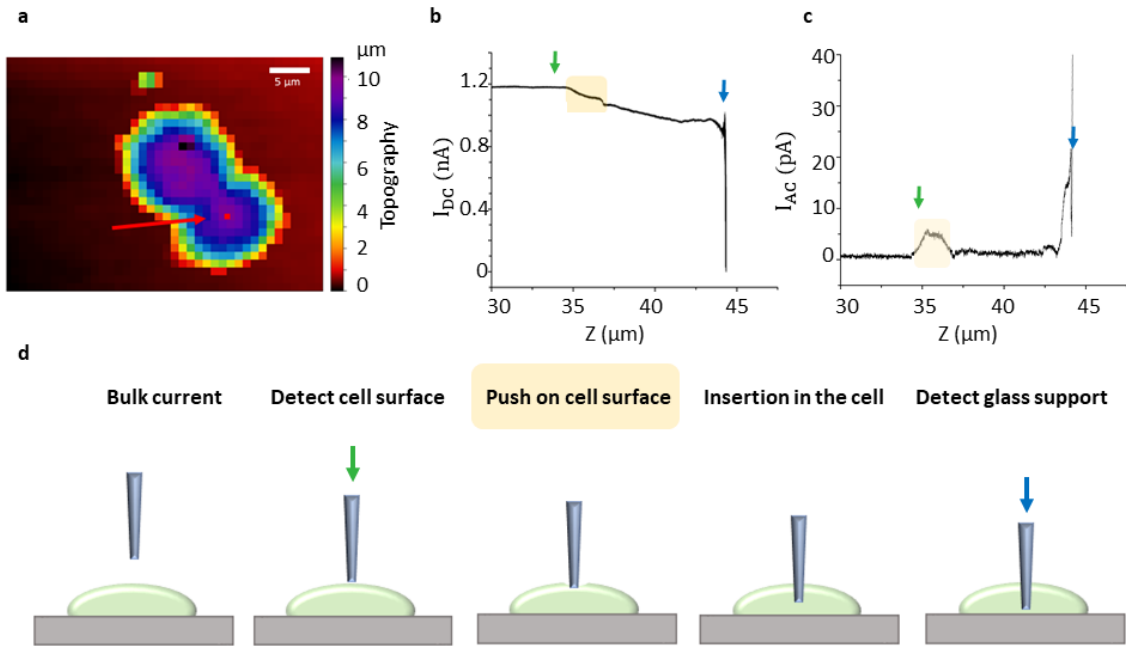 a
µm
10
8
6
4
2
0
Topography
5 µm
b
1.2
0.8
0.4
0
I_DC (nA)
30
35
40
45
Z (µm)
c
40
30
20
10
0
I_AC (pA)
30
35
40
45
Z (µm)
d
Bulk current
Detect cell surface
Push on cell surface
Insertion in the cell
Detect glass support